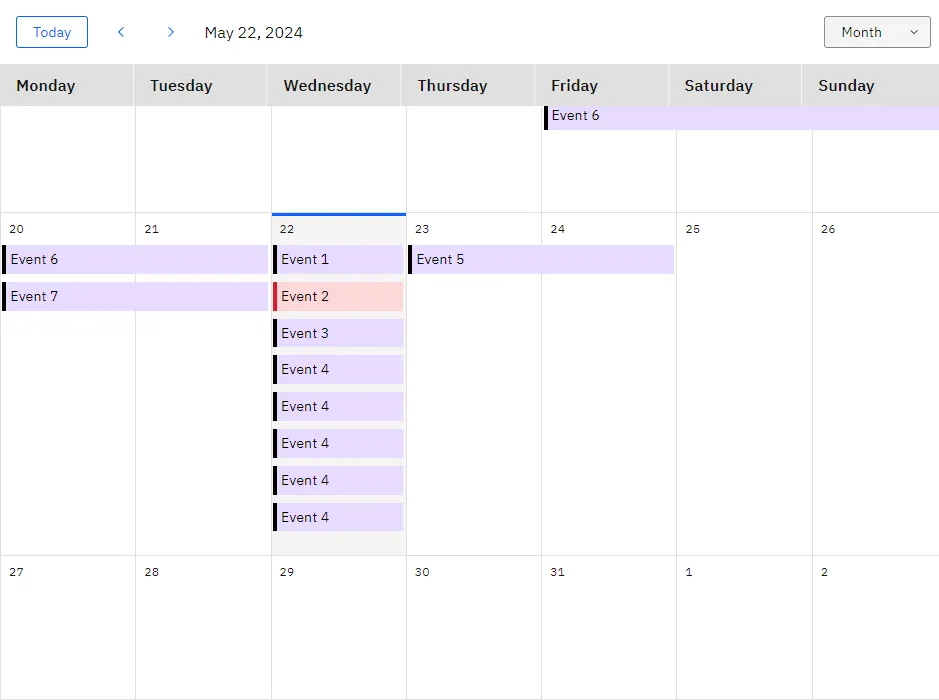 Today
May 22, 2024
Month
Monday Tuesday Wednesday Thursday Friday Saturday Sunday
Event 6
20 21 22 23 24 25 26
Event 6 Event 1 Event 5
Event 7 Event 2
Event 3
Event 4
Event 4
Event 4
Event 4
Event 4
27 28 29 30 31 1 2